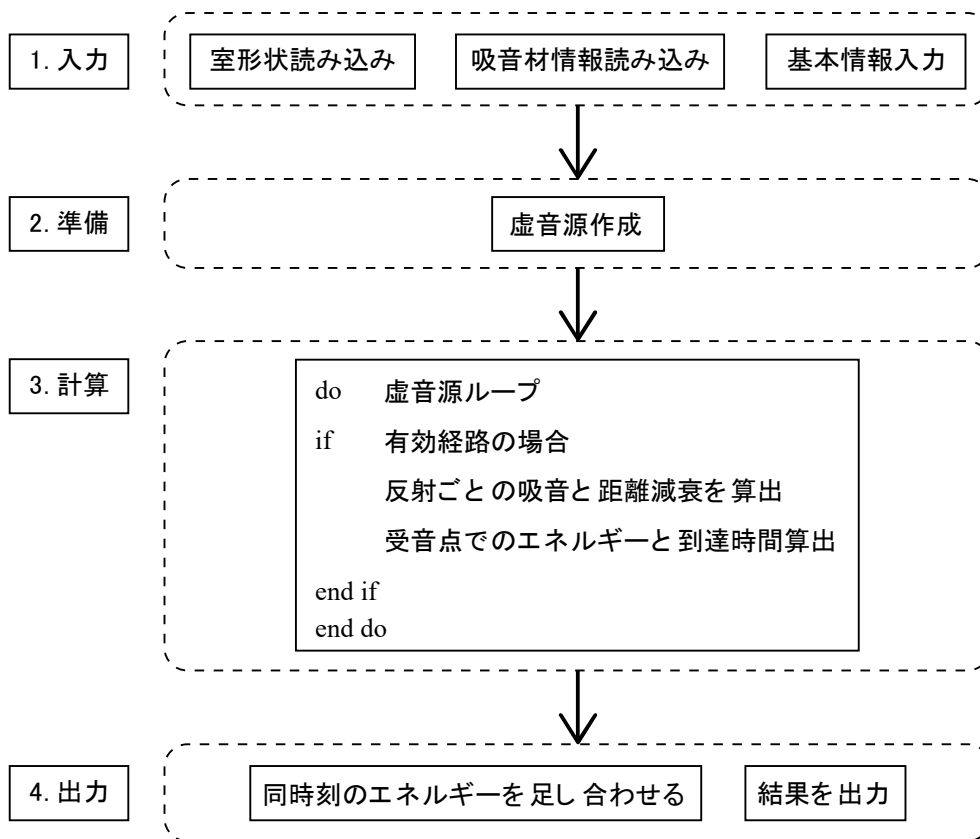 1. 入力
室形状読み込み
吸音材情報読み込み
基本情報入力
2. 準備
虚音源作成
3. 計算
do 虚音源ループ
if 有効経路の場合
反射ごとの吸音と距離減衰を算出
受音点でのエネルギーと到達時間算出
end if
end do
4. 出力
同時刻のエネルギーを足し合わせる
結果を出力